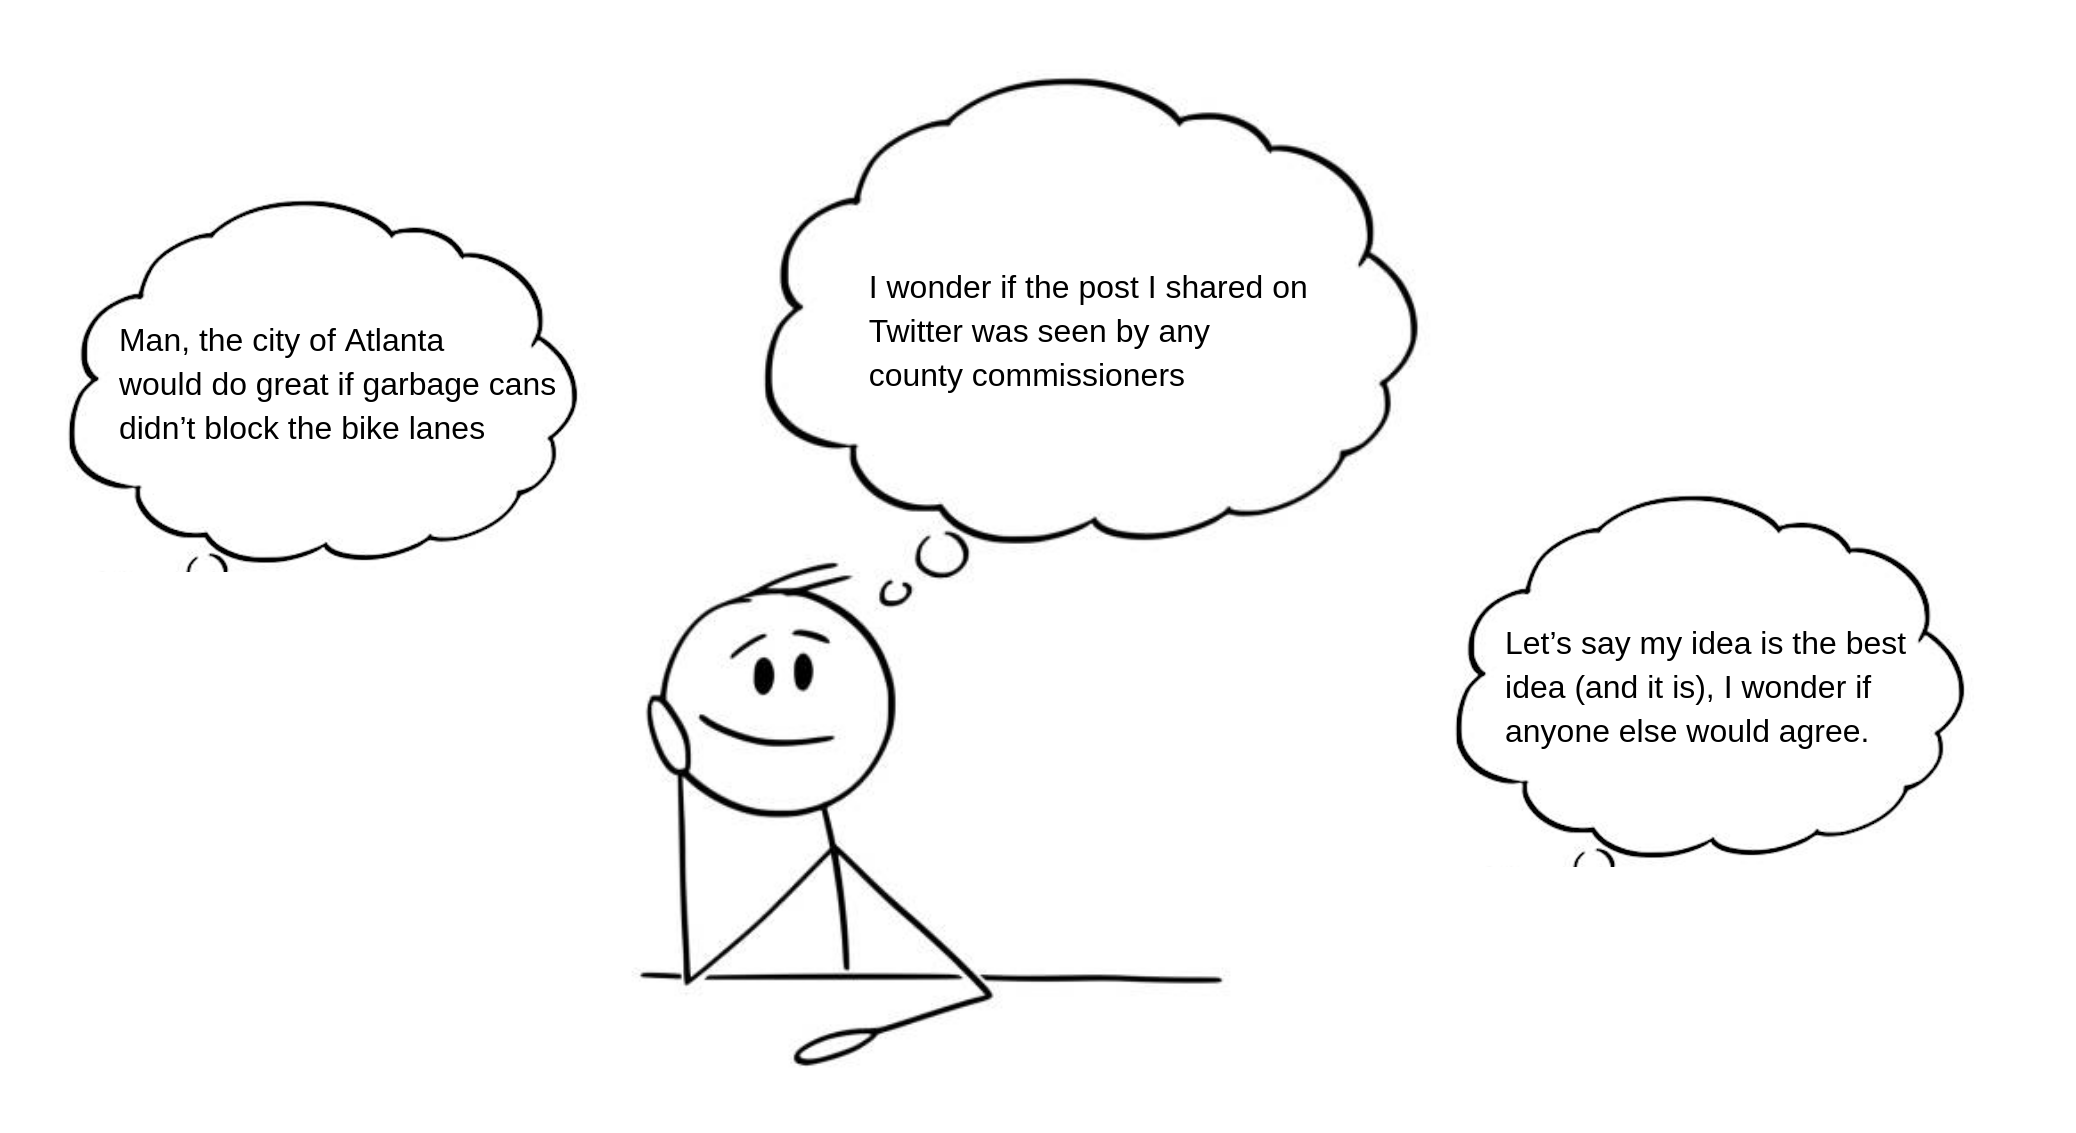 Man, the city of Atlanta
would do great if garbage cans
didn’t block the bike lanes
I wonder if the post I shared on
Twitter was seen by any
county commissioners
Let’s say my idea is the best
idea (and it is), I wonder if
anyone else would agree.